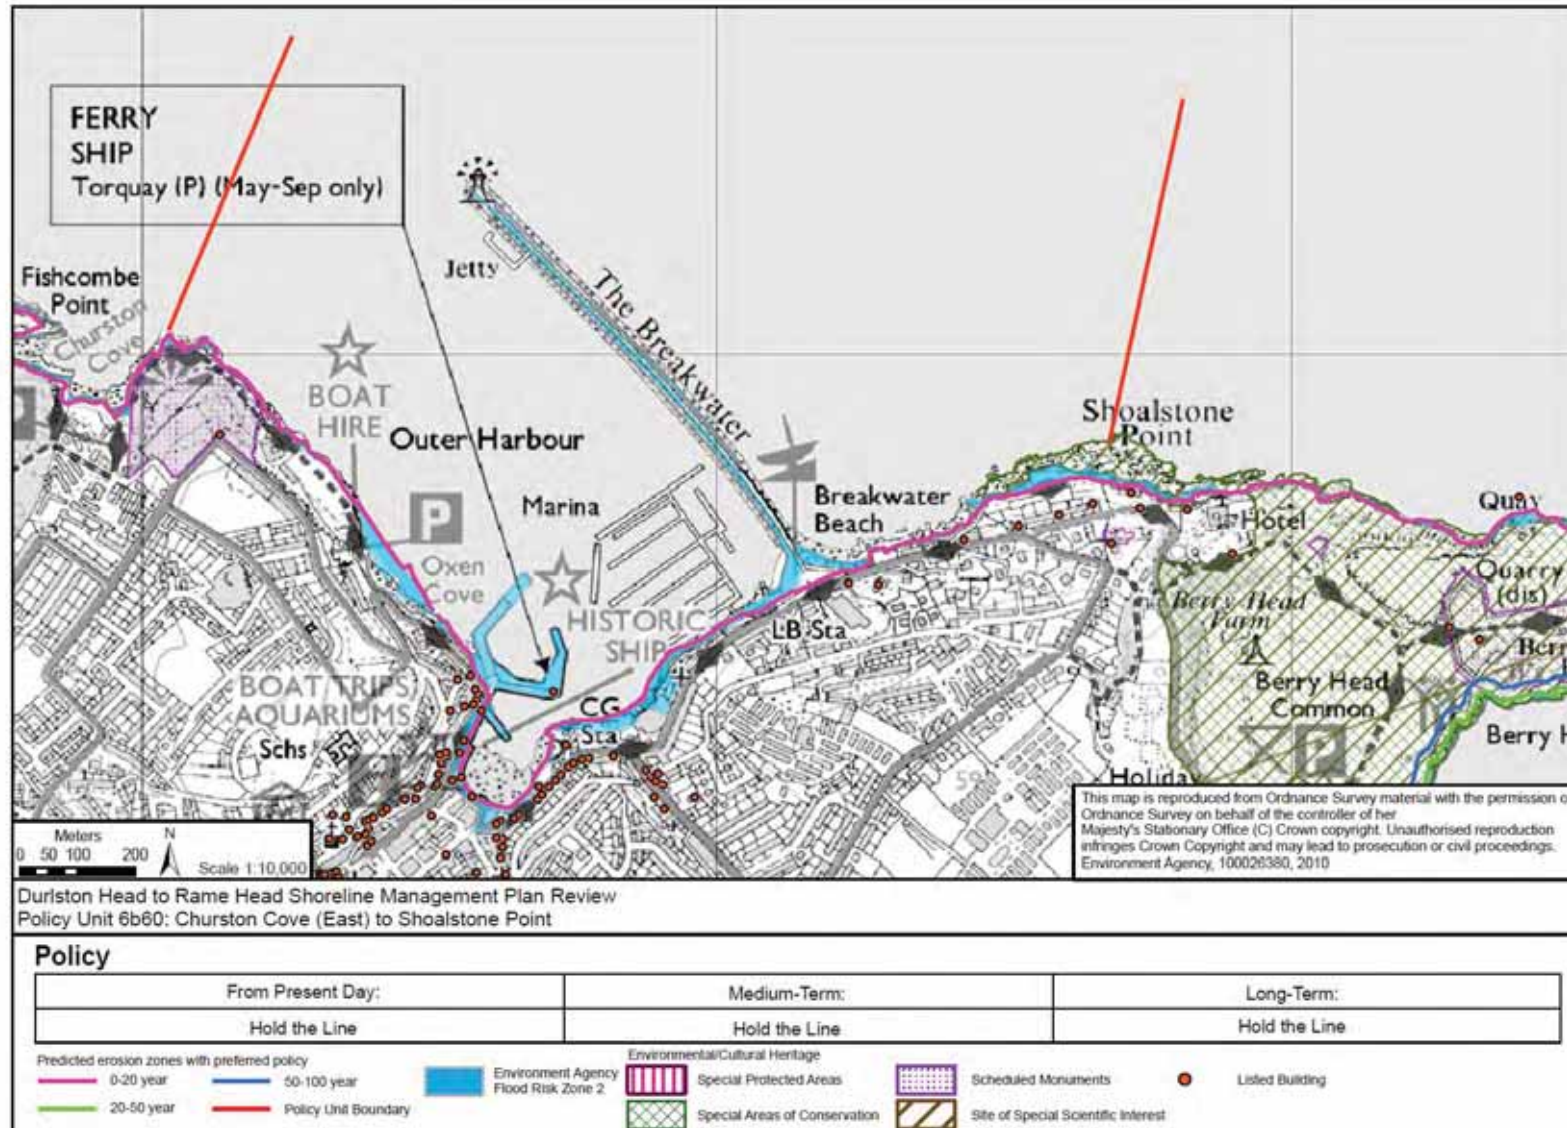 FERRY
SHIP
Torquay (P) (May-Sep only)
Fishcombe
Point
Churston
Cove
Jetty
The Breakwater
BOAT
HIRE
Outer Harbour
Shoalstone
Point
P
Marina
Breakwater
Beach
Hotel
Quay
Oxen
Cove
Quarry
(dis)
HISTORIC
SHIP
LB Sta
Berry Head
Farm
BOAT TRIPS
AQUARIUMS
CG
Sta
Berry Head
Common
P
Schs
Berry H
Holiday
Meters
0 50 100 200
N
Scale 1:10,000
This map is reproduced from Ordnance Survey material with the permission o
Ordnance Survey on behalf of the controller of her
Majesty's Stationary Office (C) Crown copyright. Unauthorised reproduction
infringes Crown Copyright and may lead to prosecution or civil proceedings.
Environment Agency, 100026380, 2010
Durlston Head to Rame Head Shoreline Management Plan Review
Policy Unit 6b60: Churston Cove (East) to Shoalstone Point
Policy
From Present Day: Medium-Term: Long-Term:
Hold the Line Hold the Line Hold the Line
Predicted erosion zones with preferred policy
0-20 year
50-100 year
20-50 year
Policy Unit Boundary
Environment Agency
Flood Risk Zone 2
Environmental/Cultural Heritage
Special Protected Areas
Scheduled Monuments
Listed Building
Special Areas of Conservation
Site of Special Scientific Interest